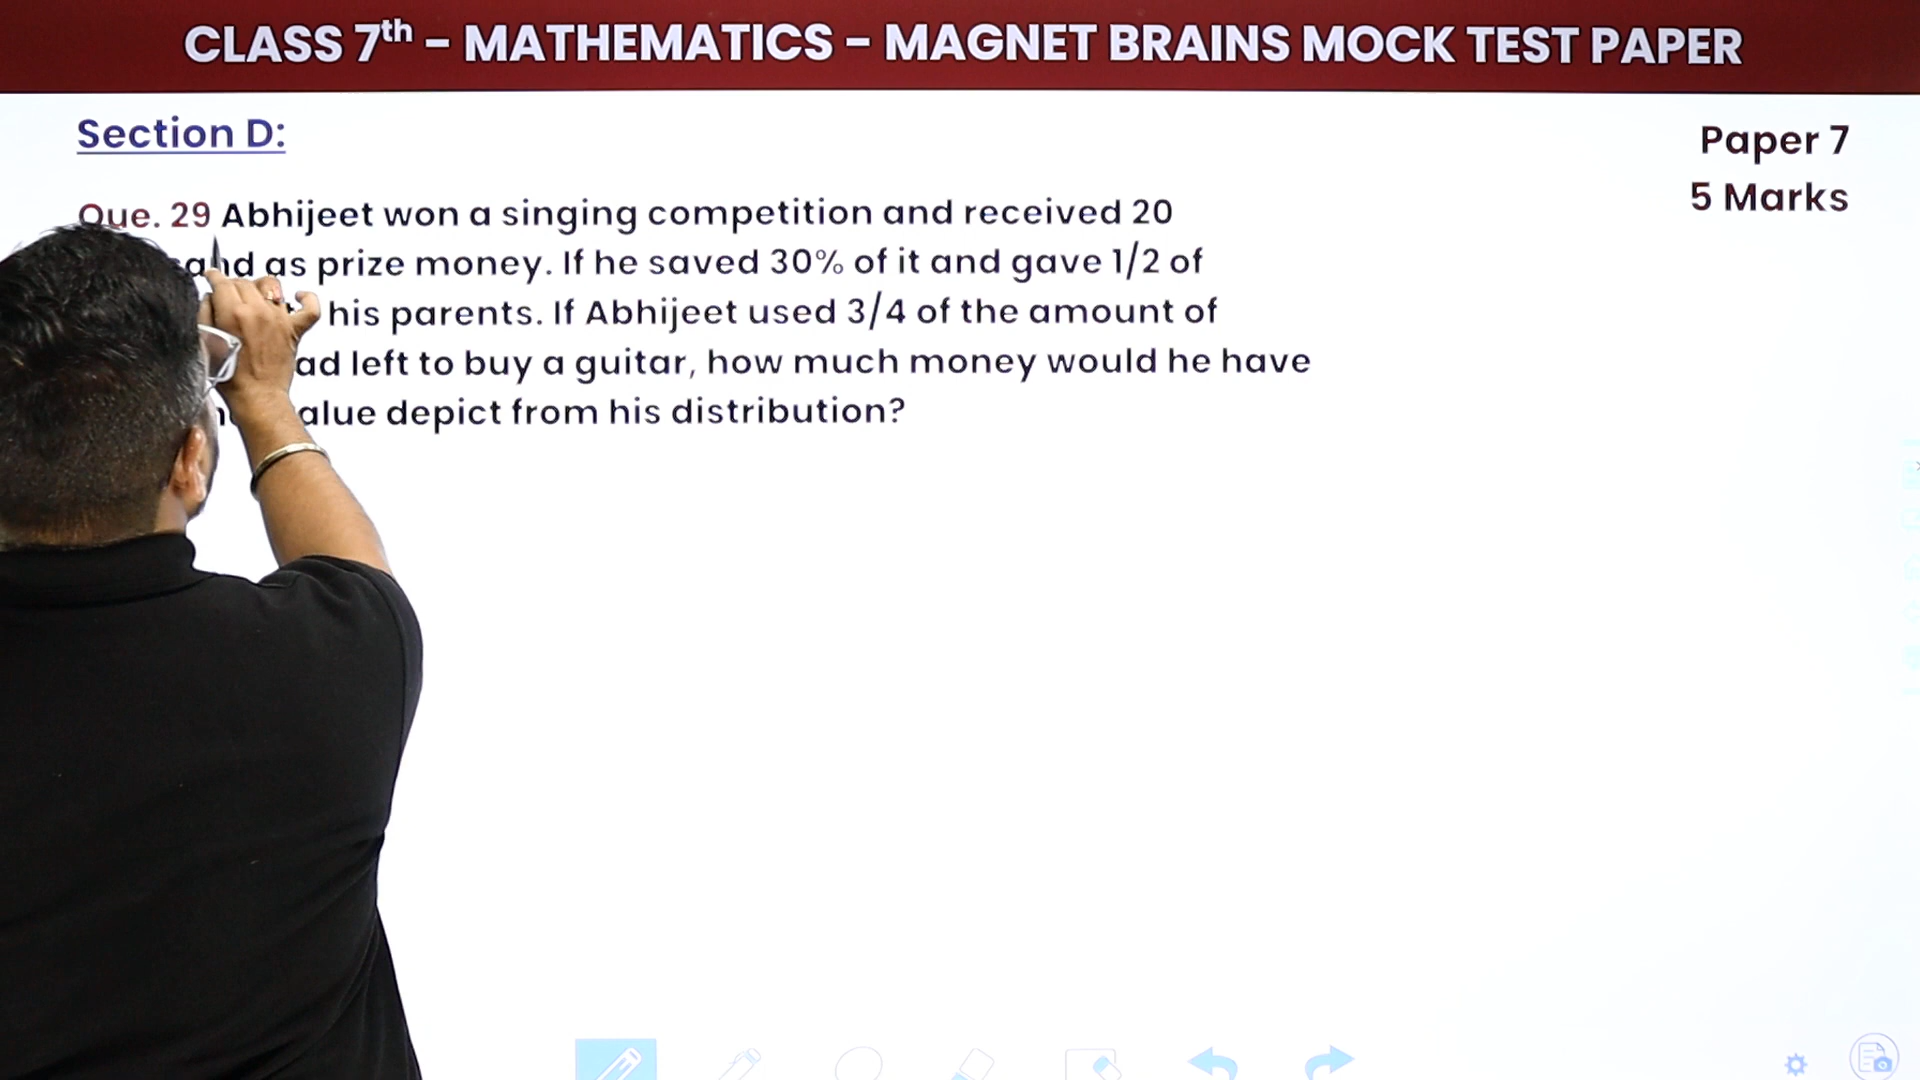 CLASS 7th – MATHEMATICS – MAGNET BRAINS MOCK TEST PAPER
Section D:
Paper 7
5 Marks
Que. 29 Abhijeet won a singing competition and received 20
as prize money. If he saved 30% of it and gave 1/2 of
his parents. If Abhijeet used 3/4 of the amount of
left to buy a guitar, how much money would he have
depict from his distribution?